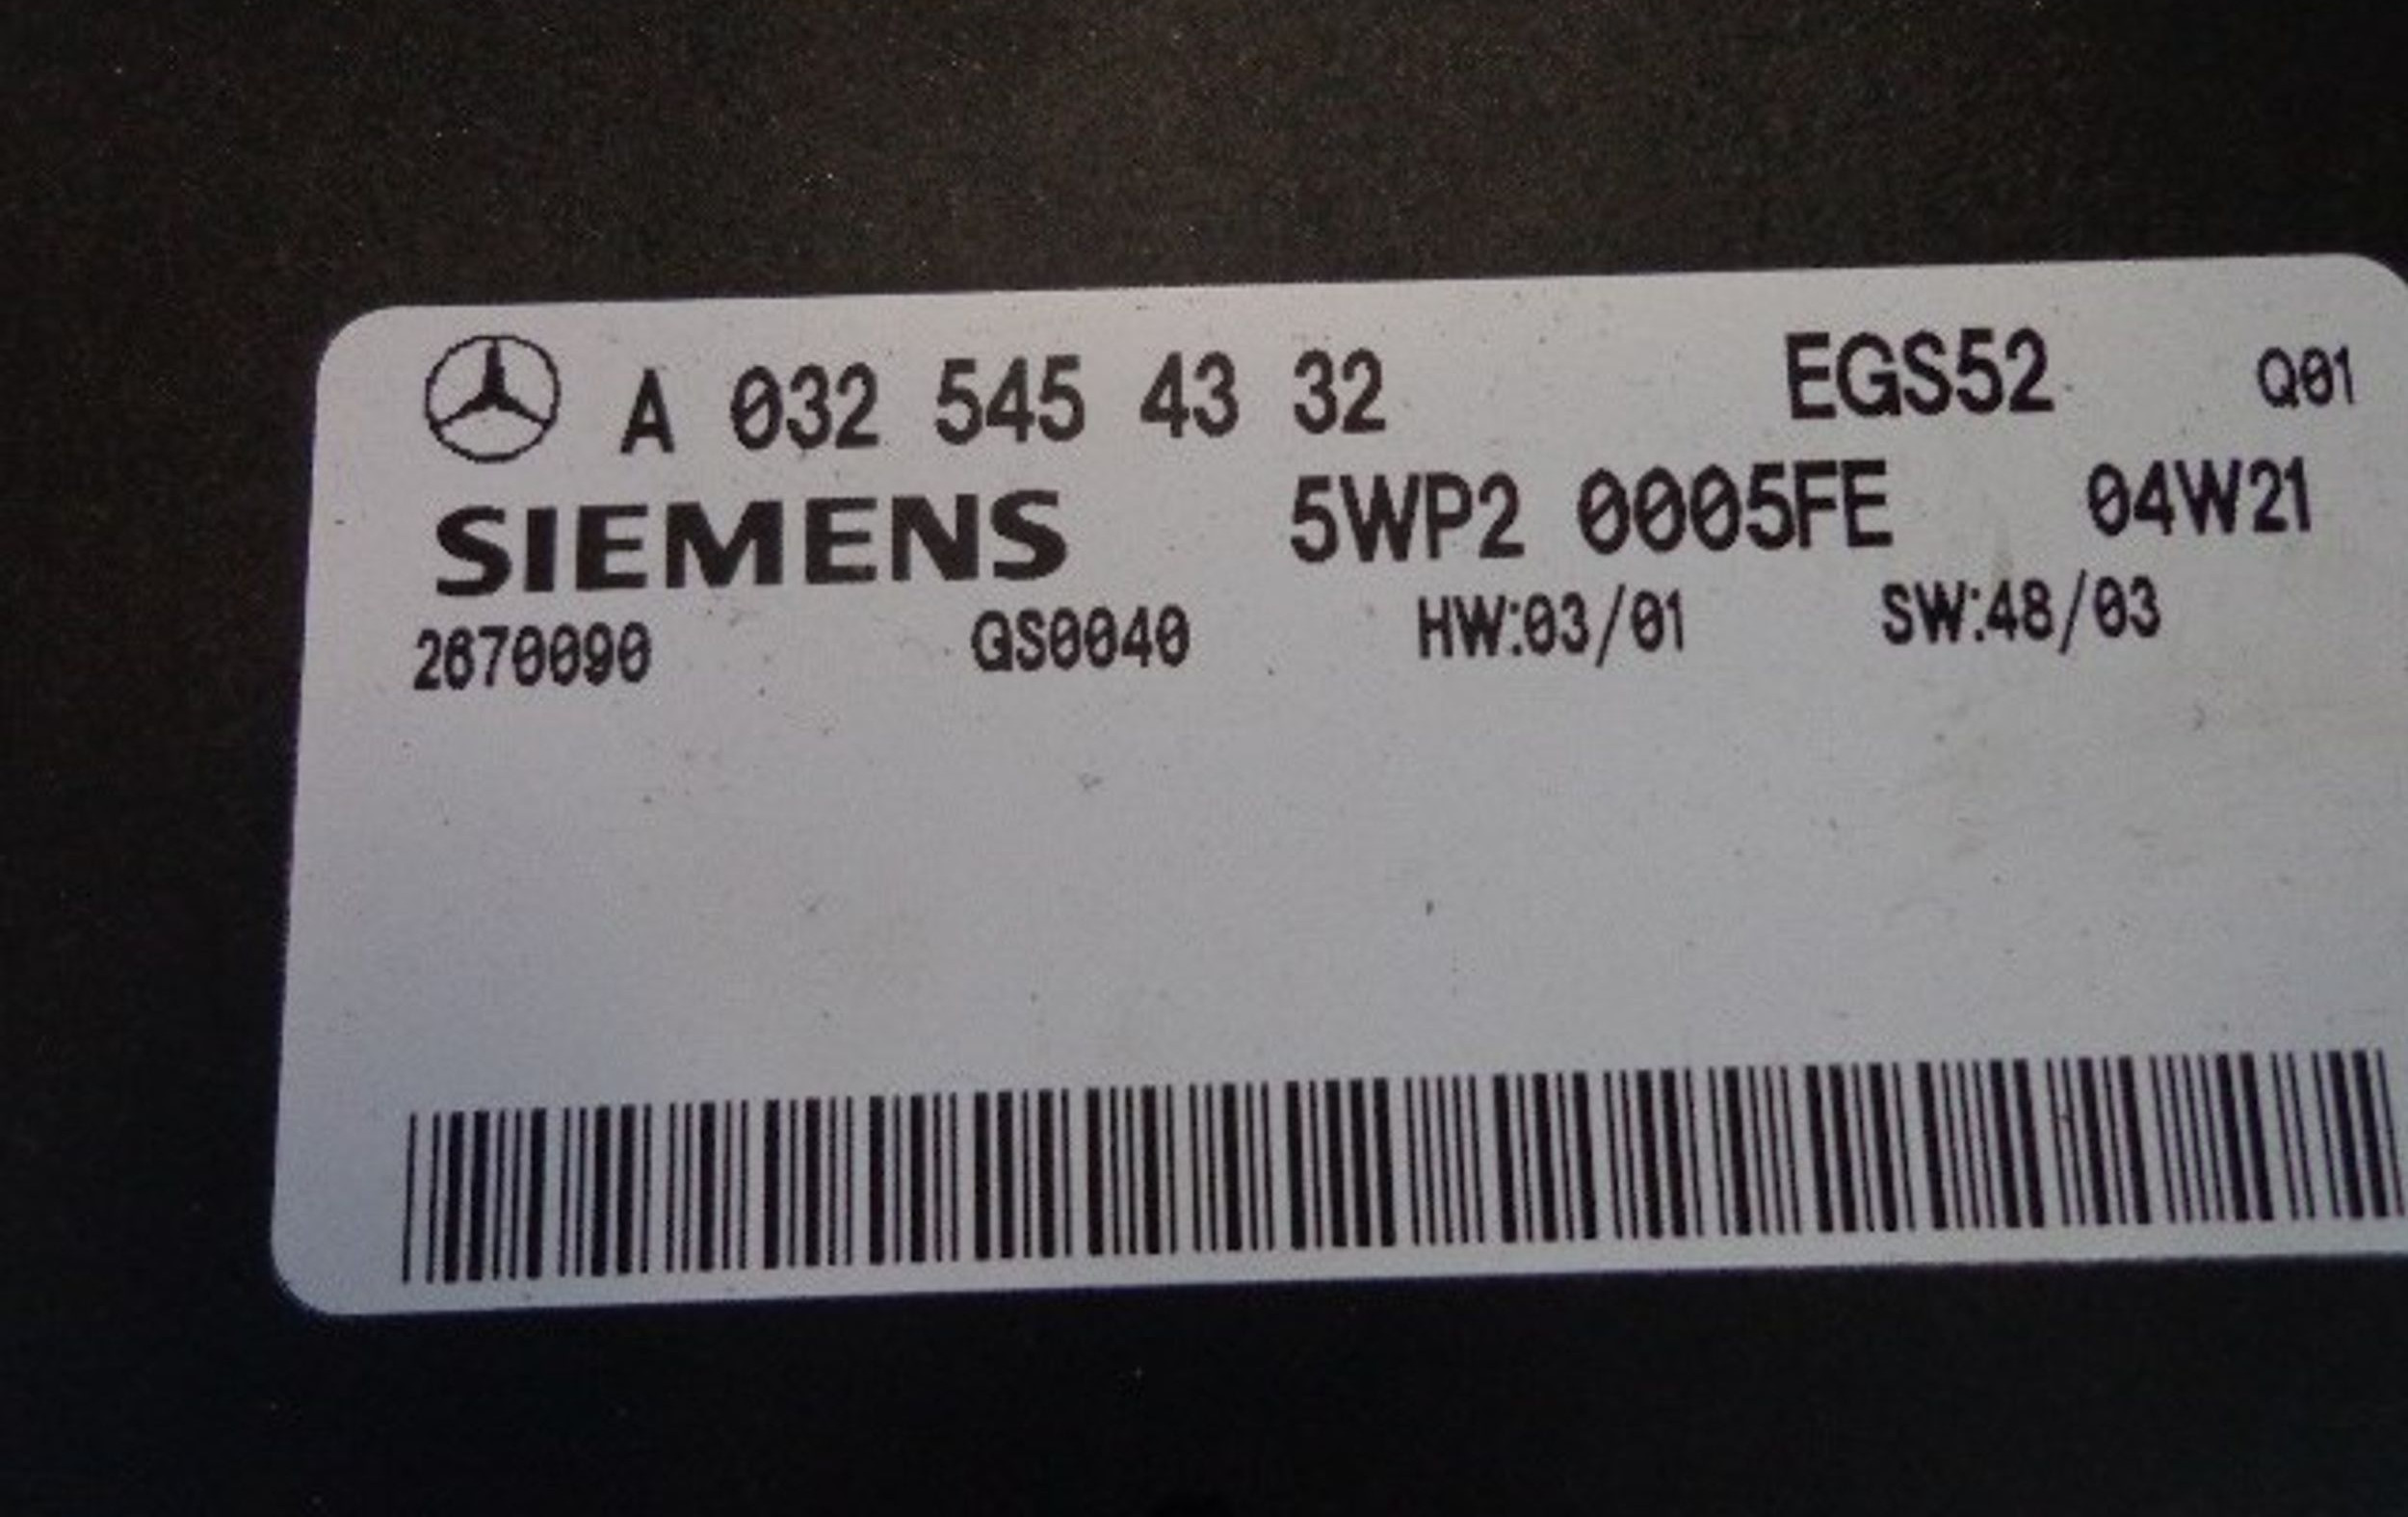 A 032 545 43 32 EGS52 Q01
SIEMENS 5WP2 0005FE 04W21
2670090 GS0040 HW:03/01 SW:48/03